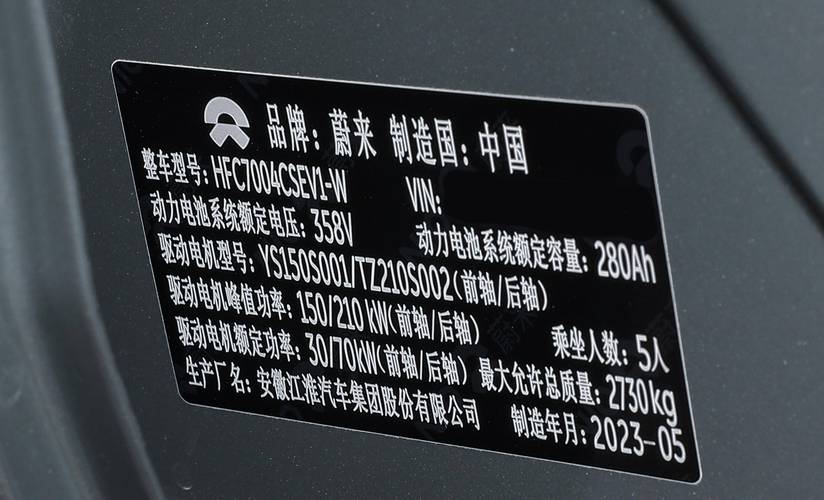 品牌：蔚来 制造国：中国
整车型号：HFC7004CSEV1-W VIN:
动力电池系统额定电压：358V 动力电池系统额定容量：280Ah
驱动电机型号：YS150S001/TZ210S002(前轴/后轴)
驱动电机峰值功率：150/210kW(前轴/后轴) 乘坐人数：5人
驱动电机额定功率：30/70kW(前轴/后轴) 最大允许总质量：2730kg
生产厂名：安徽江淮汽车集团股份有限公司 制造年月：2023-05